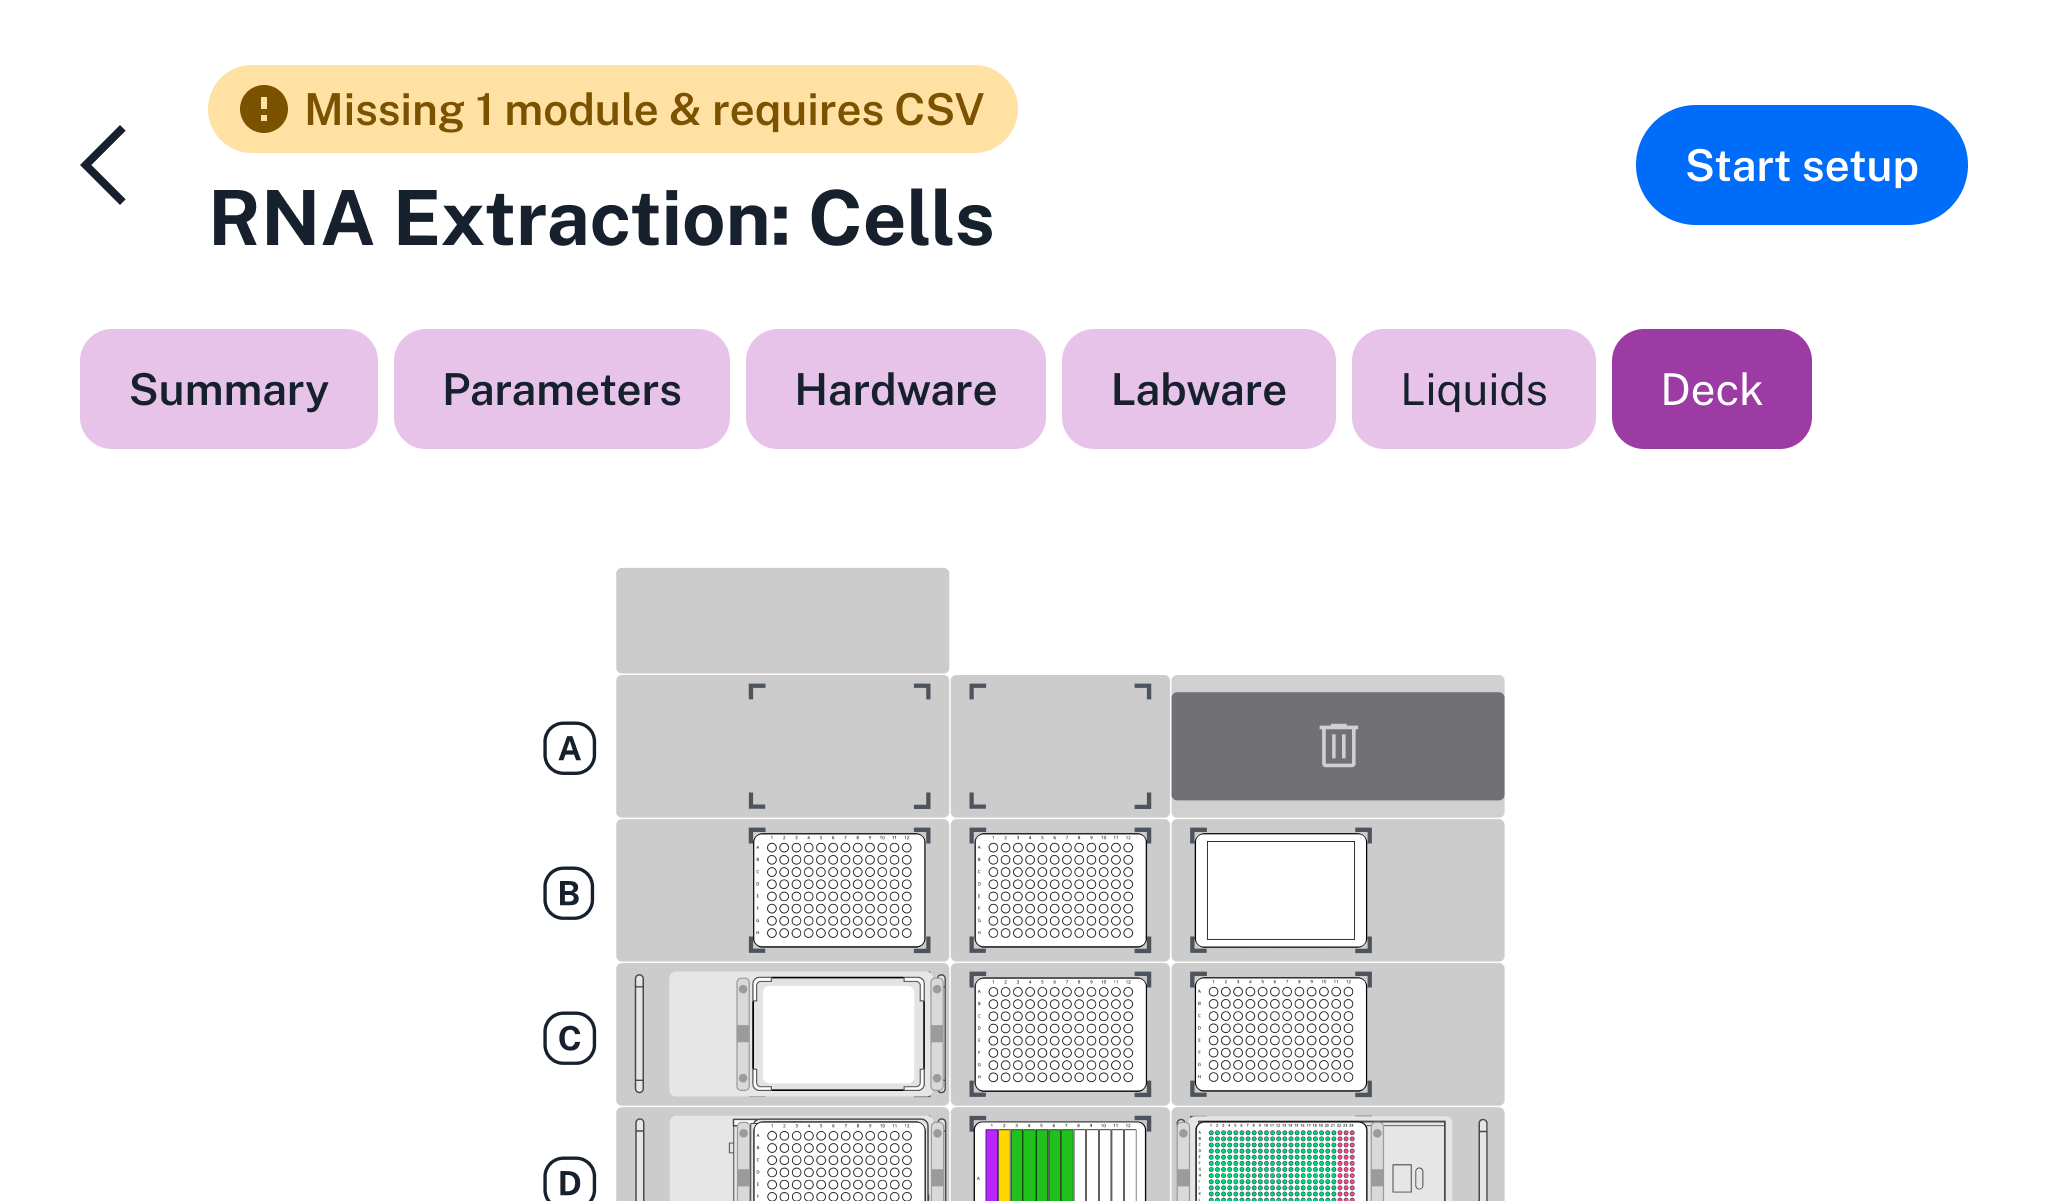 Missing 1 module & requires CSV
RNA Extraction: Cells
Start setup
Summary
Parameters
Hardware
Labware
Liquids
Deck
A
B
C
D